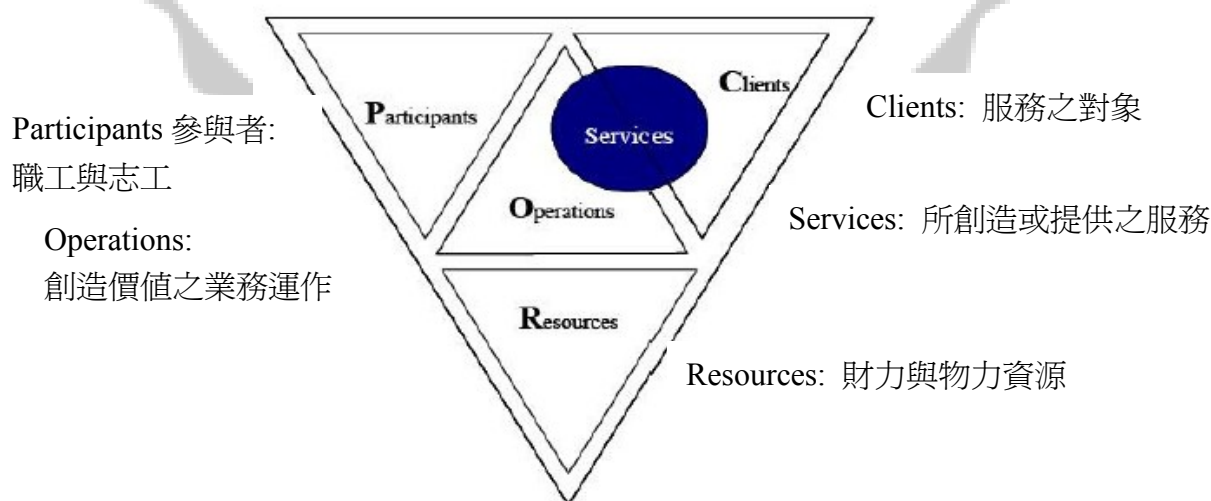 Participants
Clients
Services
Operations
Resources
Participants 參與者:
職工與志工
Operations:
創造價值之業務運作
Clients: 服務之對象
Services: 所創造或提供之服務
Resources: 財力與物力資源